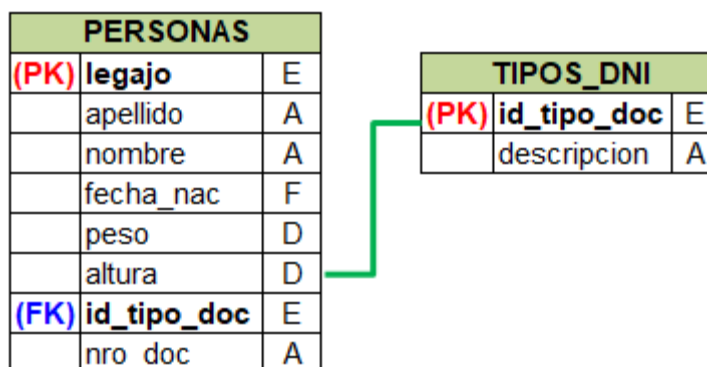 PERSONAS
(PK) legajo E
apellido A
nombre A
fecha_nac F
peso D
altura D
(FK) id_tipo_doc E
nro_doc A
TIPOS_DNI
(PK) id_tipo_doc E
descripcion A